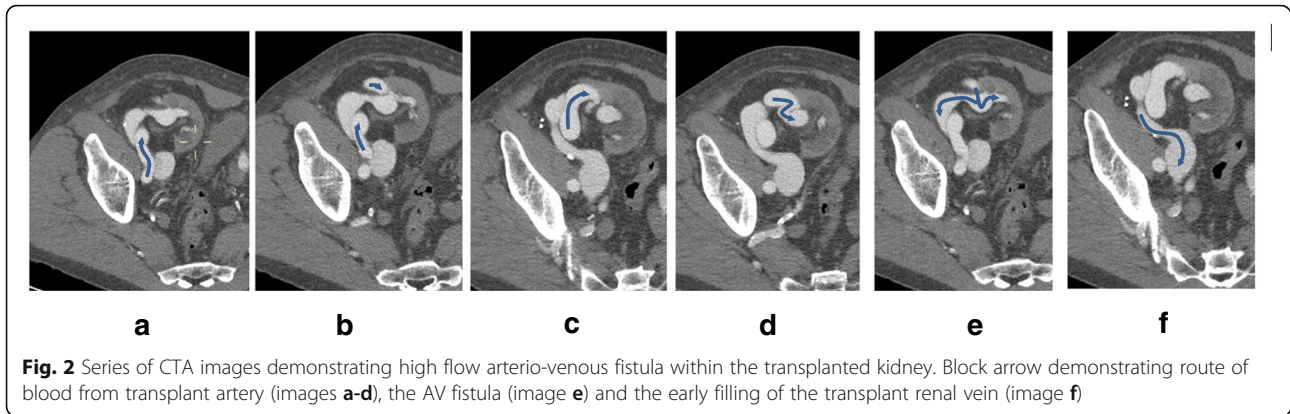 a b c d e f
Fig. 2 Series of CTA images demonstrating high flow arterio-venous fistula within the transplanted kidney. Block arrow demonstrating route of
blood from transplant artery (images a-d), the AV fistula (image e) and the early filling of the transplant renal vein (image f)